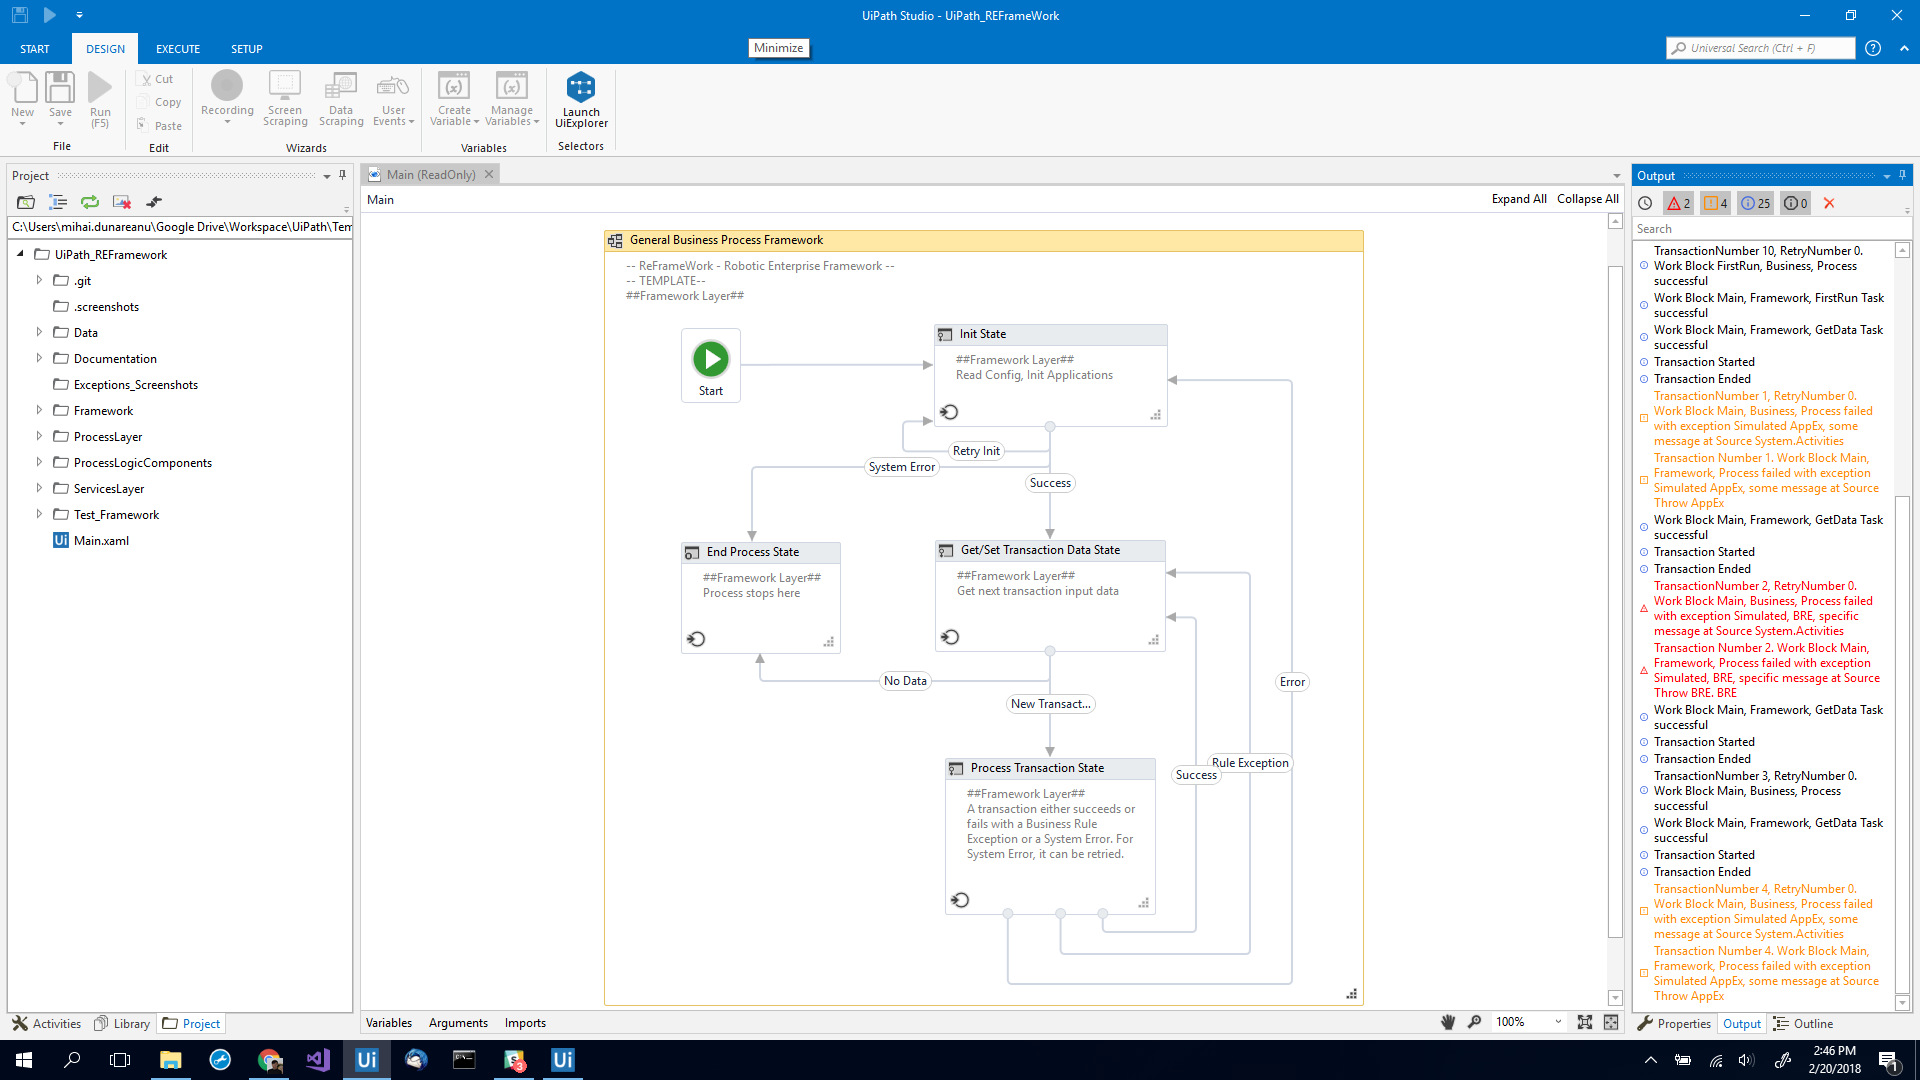 UiPath Studio - UiPath_REFrameWork
START
DESIGN
EXECUTE
SETUP
Minimize
Universal Search (Ctrl + F)
New
Save
Run
(F5)
File
Cut
Copy
Paste
Edit
Recording
Screen
Scraping
Data
Scraping
User
Events
Wizards
Create
Variable
Manage
Variables
Variables
Launch
UiExplorer
Selectors
Project
C:\Users\mihai.dunareanu\Google Drive\Workspace\UiPath\Tem
UiPath_REFramework
.git
.screenshots
Data
Documentation
Exceptions_Screenshots
Framework
ProcessLayer
ProcessLogicComponents
ServicesLayer
Test_Framework
Ui Main.xaml
Activities
Library
Project
Main (ReadOnly)
Main
Expand All
Collapse All
General Business Process Framework
-- ReFrameWork - Robotic Enterprise Framework --
-- TEMPLATE--
##Framework Layer##
Start
Init State
##Framework Layer##
Read Config, Init Applications
Retry Init
System Error
Success
End Process State
##Framework Layer##
Process stops here
Get/Set Transaction Data State
##Framework Layer##
Get next transaction input data
No Data
New Transact...
Error
Rule Exception
Success
Process Transaction State
##Framework Layer##
A transaction either succeeds or
fails with a Business Rule
Exception or a System Error. For
System Error, it can be retried.
Variables
Arguments
Imports
100%
Output
2
4
25
0
Search
TransactionNumber 10, RetryNumber 0.
Work Block FirstRun, Business, Process
successful
Work Block Main, Framework, FirstRun Task
successful
Work Block Main, Framework, GetData Task
successful
Transaction Started
Transaction Ended
TransactionNumber 1, RetryNumber 0.
Work Block Main, Business, Process failed
with exception Simulated AppEx, some
message at Source System.Activities
Transaction Number 1. Work Block Main,
Framework, Process failed with exception
Simulated AppEx, some message at Source
Throw AppEx
Work Block Main, Framework, GetData Task
successful
Transaction Started
Transaction Ended
TransactionNumber 2, RetryNumber 0.
Work Block Main, Business, Process failed
with exception Simulated, BRE, specific
message at Source System.Activities
Transaction Number 2. Work Block Main,
Framework, Process failed with exception
Simulated, BRE, specific message at Source
Throw BRE. BRE
Work Block Main, Framework, GetData Task
successful
Transaction Started
Transaction Ended
TransactionNumber 3, RetryNumber 0.
Work Block Main, Business, Process
successful
Work Block Main, Framework, GetData Task
successful
Transaction Started
Transaction Ended
TransactionNumber 4, RetryNumber 0.
Work Block Main, Business, Process failed
with exception Simulated AppEx, some
message at Source System.Activities
Transaction Number 4. Work Block Main,
Framework, Process failed with exception
Simulated AppEx, some message at Source
Throw AppEx
Properties
Output
Outline
Ui
3
Ui
2:46 PM
2/20/2018
1